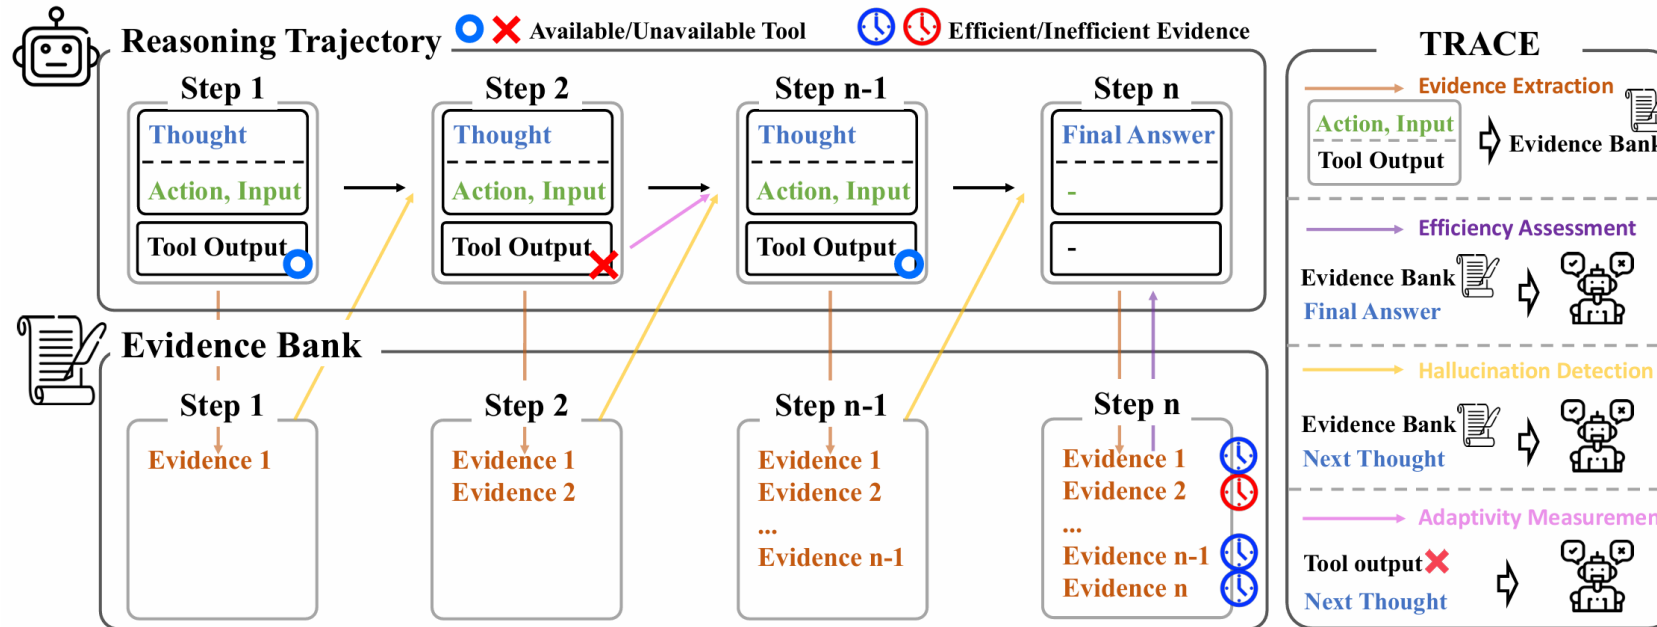 Reasoning Trajectory
Available/Unavailable Tool
Efficient/Inefficient Evidence
Step 1
Thought
Action, Input
Tool Output
Step 2
Thought
Action, Input
Tool Output
Step n-1
Thought
Action, Input
Tool Output
Step n
Final Answer
-
-
Evidence Bank
Step 1
Evidence 1
Step 2
Evidence 1
Evidence 2
Step n-1
Evidence 1
Evidence 2
...
Evidence n-1
Step n
Evidence 1
Evidence 2
...
Evidence n-1
Evidence n
TRACE
Evidence Extraction
Action, Input
Tool Output
Evidence Bank
Efficiency Assessment
Evidence Bank
Final Answer
Hallucination Detection
Evidence Bank
Next Thought
Adaptivity Measuremen
Tool output
Next Thought